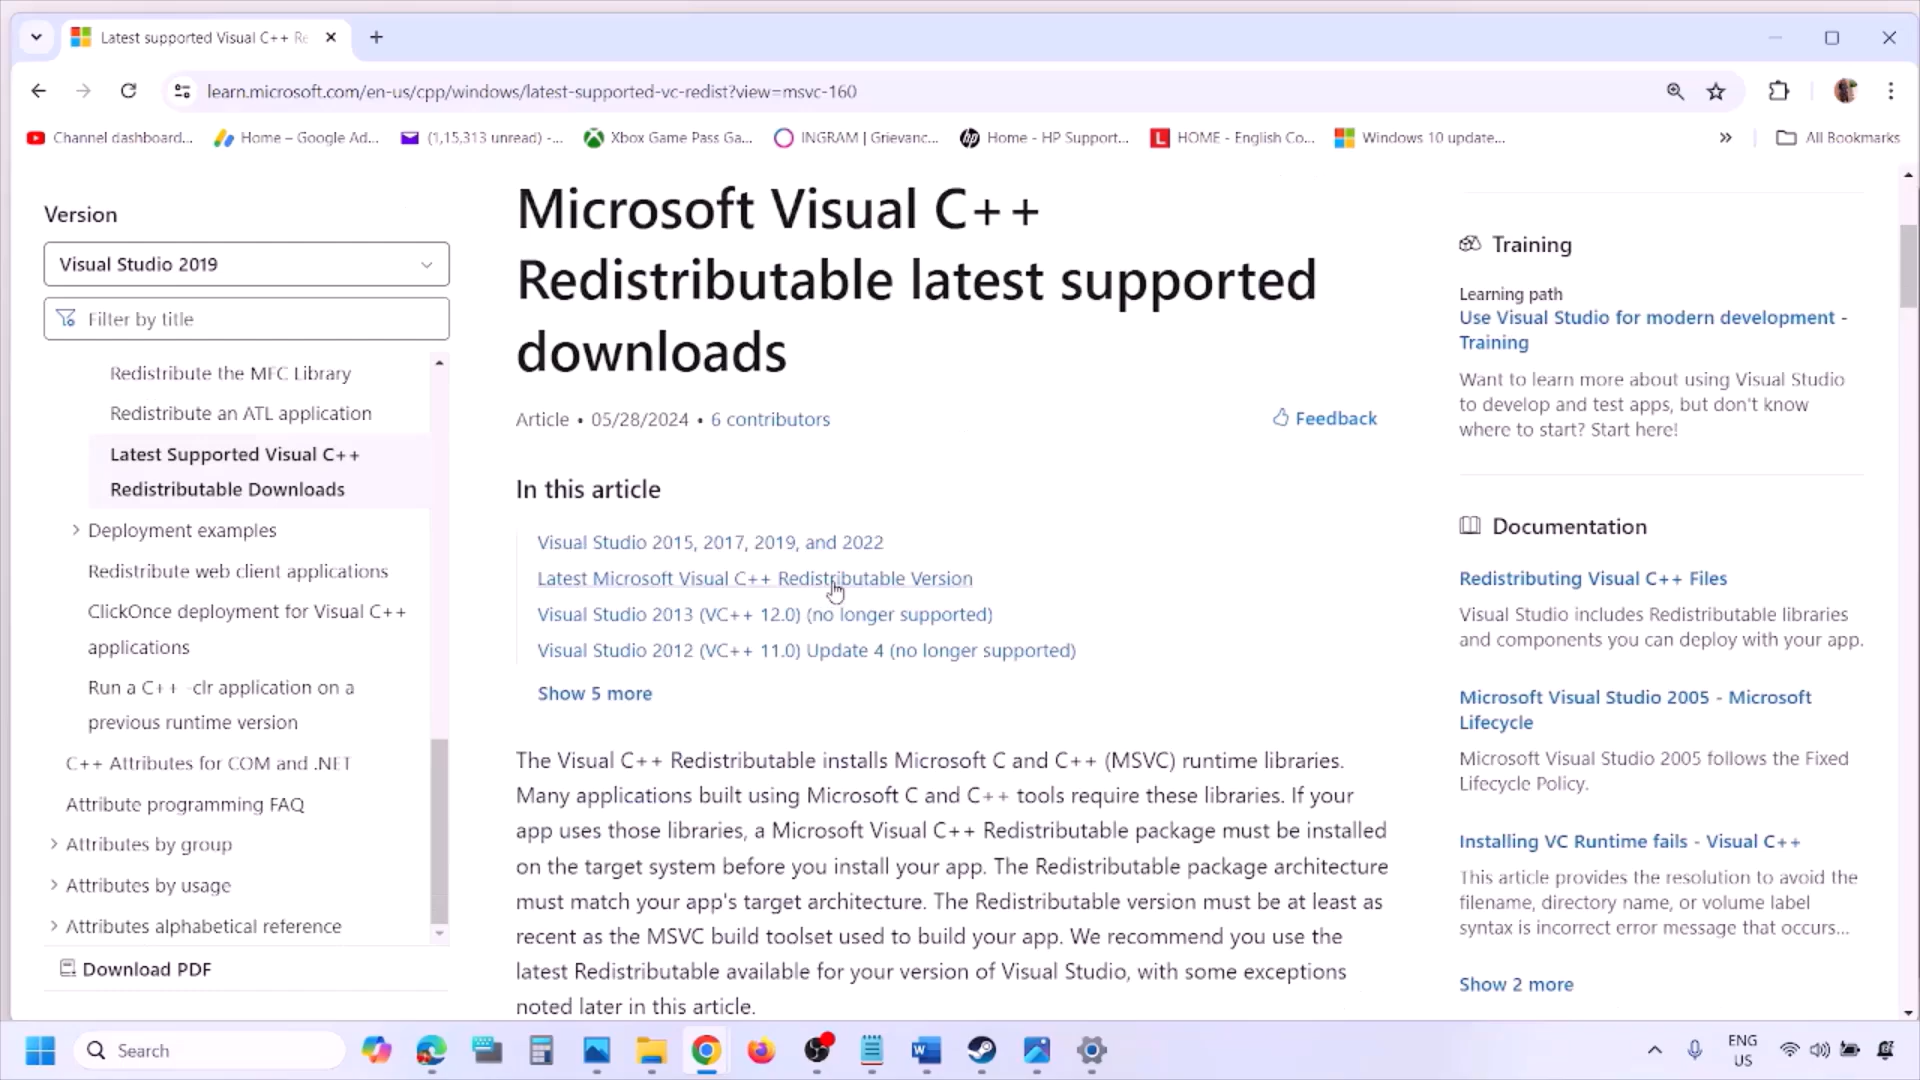 Latest supported Visual C++ Re
learn.microsoft.com/en-us/cpp/windows/latest-supported-vc-redist?view=msvc-160
Channel dashboard...
Home – Google Ad...
(1,15,313 unread) -...
Xbox Game Pass Ga...
INGRAM | Grievanc...
Home - HP Support...
HOME - English Co...
Windows 10 update...
All Bookmarks
Version
Visual Studio 2019
Filter by title
Redistribute the MFC Library
Redistribute an ATL application
Latest Supported Visual C++
Redistributable Downloads
Deployment examples
Redistribute web client applications
ClickOnce deployment for Visual C++
applications
Run a C++ -clr application on a
previous runtime version
C++ Attributes for COM and .NET
Attribute programming FAQ
Attributes by group
Attributes by usage
Attributes alphabetical reference
Download PDF
Microsoft Visual C++
Redistributable latest supported
downloads
Article • 05/28/2024 • 6 contributors
Feedback
In this article
Visual Studio 2015, 2017, 2019, and 2022
Latest Microsoft Visual C++ Redistributable Version
Visual Studio 2013 (VC++ 12.0) (no longer supported)
Visual Studio 2012 (VC++ 11.0) Update 4 (no longer supported)
Show 5 more
The Visual C++ Redistributable installs Microsoft C and C++ (MSVC) runtime libraries.
Many applications built using Microsoft C and C++ tools require these libraries. If your
app uses those libraries, a Microsoft Visual C++ Redistributable package must be installed
on the target system before you install your app. The Redistributable package architecture
must match your app's target architecture. The Redistributable version must be at least as
recent as the MSVC build toolset used to build your app. We recommend you use the
latest Redistributable available for your version of Visual Studio, with some exceptions
noted later in this article.
Training
Learning path
Use Visual Studio for modern development -
Training
Want to learn more about using Visual Studio
to develop and test apps, but don't know
where to start? Start here!
Documentation
Redistributing Visual C++ Files
Visual Studio includes Redistributable libraries
and components you can deploy with your app.
Microsoft Visual Studio 2005 - Microsoft
Lifecycle
Microsoft Visual Studio 2005 follows the Fixed
Lifecycle Policy.
Installing VC Runtime fails - Visual C++
This article provides the resolution to avoid the
filename, directory name, or volume label
syntax is incorrect error message that occurs...
Show 2 more
Search
ENG
US